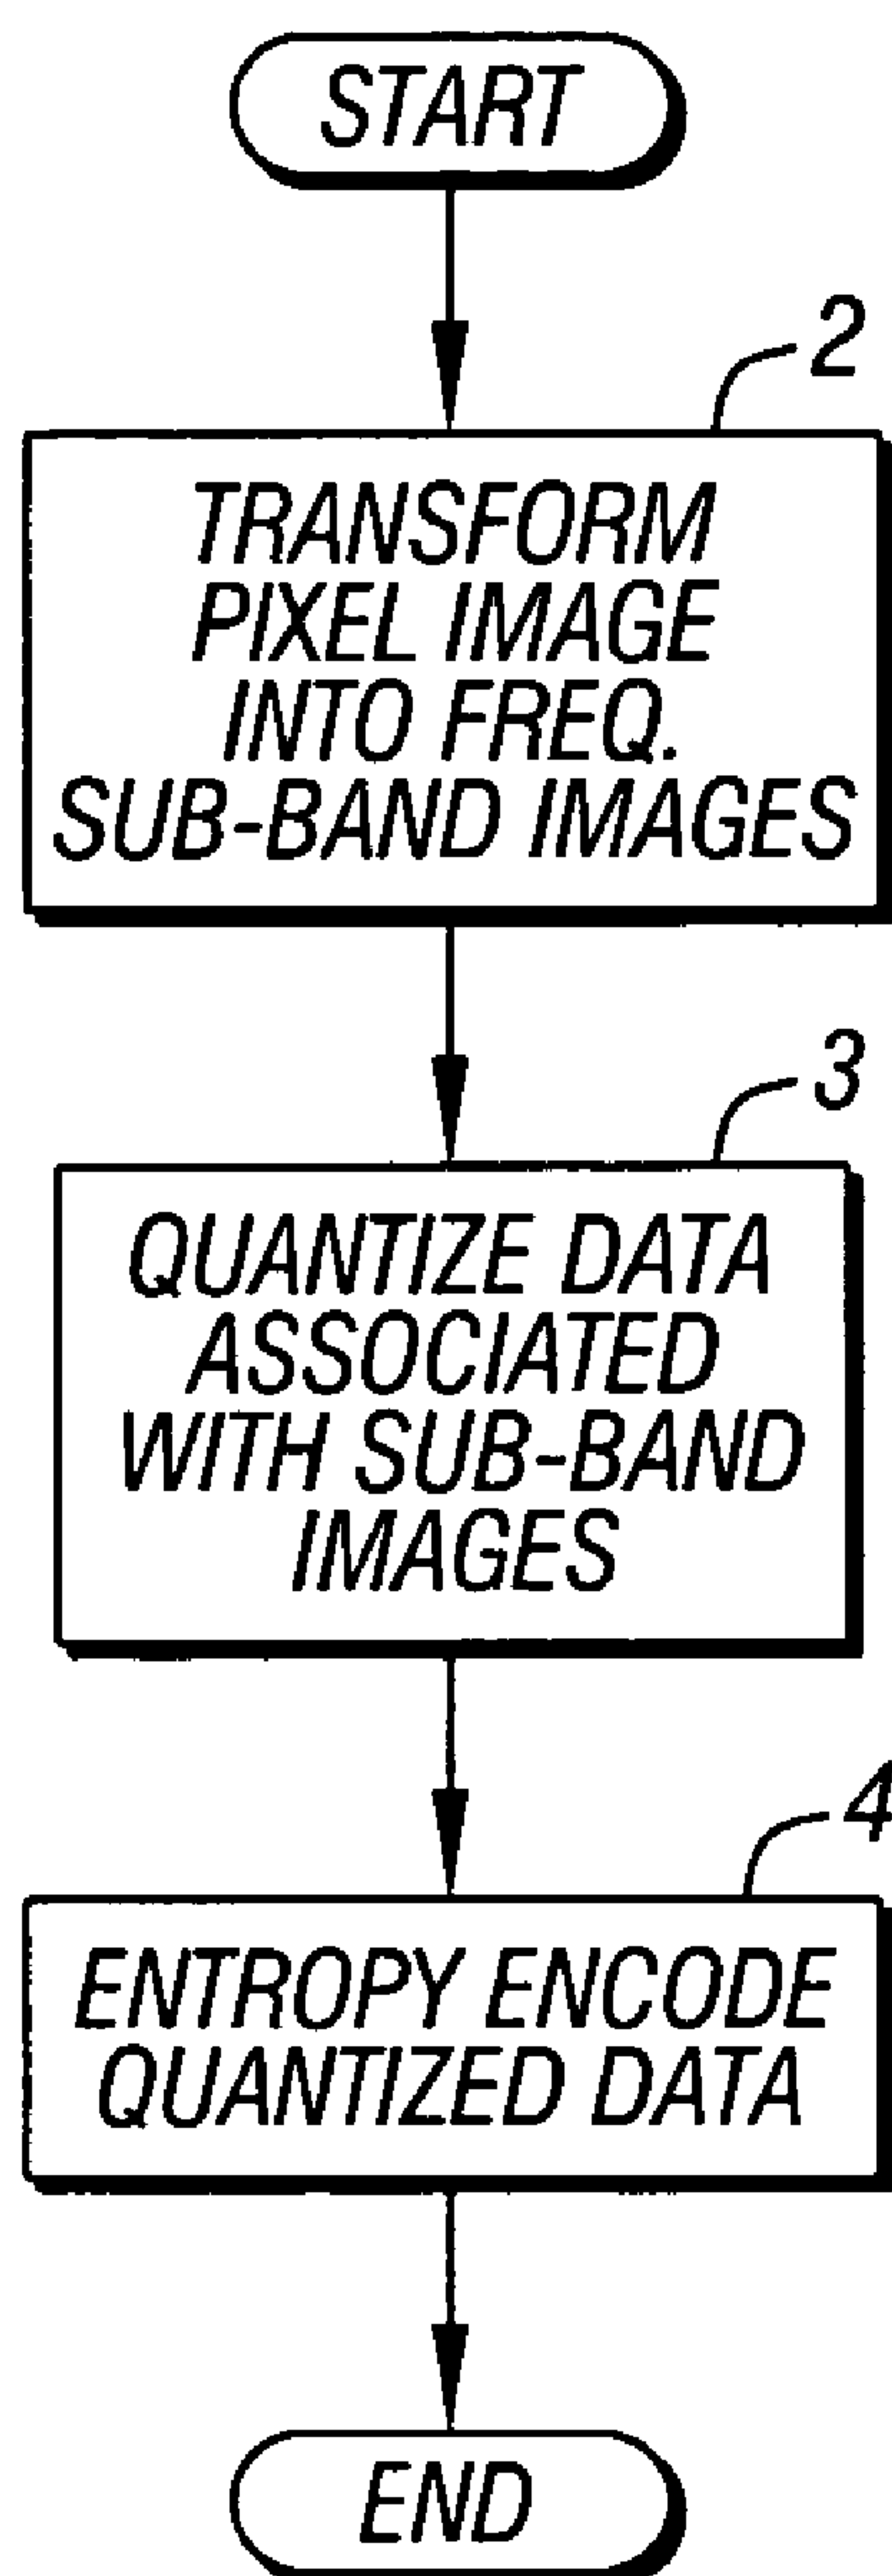 START
2
TRANSFORM
PIXEL IMAGE
INTO FREQ.
SUB-BAND IMAGES
3
QUANTIZE DATA
ASSOCIATED
WITH SUB-BAND
IMAGES
4
ENTROPY ENCODE
QUANTIZED DATA
END